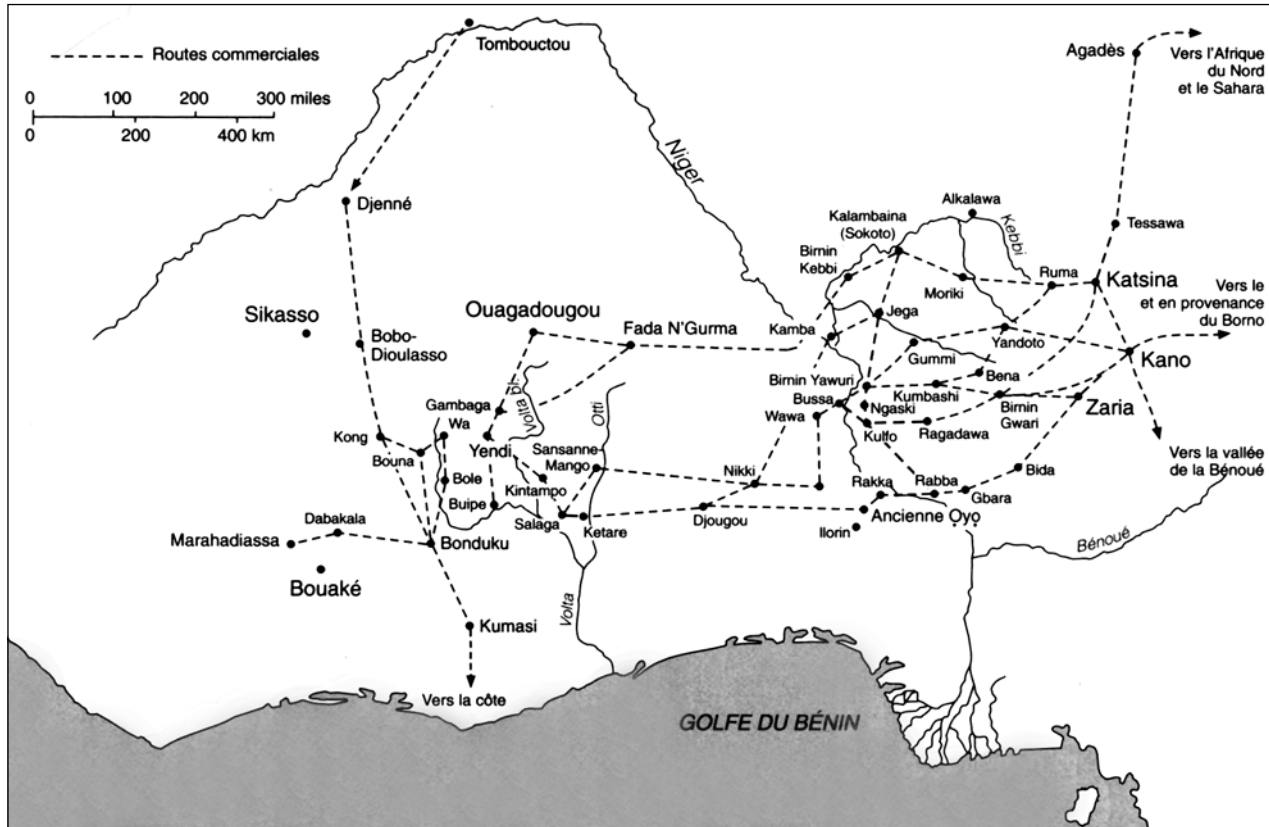 Routes commerciales
0 100 200 300 miles
0 200 400 km
Tombouctou
Agadès
Vers l'Afrique
du Nord
et le Sahara
Niger
Djenné
Alkalawa
Kalambaina
(Sokoto)
Kebbi
Tessawa
Birnin
Kebbi
Ruma
Katsina
Moriki
Vers le
et en provenance
du Borno
Sikasso
Ouagadougou
Jega
Fada N'Gurma
Kamba
Yandoto
Bobo-
Dioulasso
Gummi
Kano
Volta bl.
Birnin Yawuri
Bena
Kumbashi
Gambaga
Otti
Bussa
Zaria
Wa
Wawa
Ngaski
Birnin
Gwari
Kong
Yendi
Kulfo
Ragadawa
Bouna
Sansanne-
Mango
Vers la vallée
de la Bénoué
Nikki
Bida
Bole
Kintampo
Rakka
Rabba
Gbara
Buipe
Salaga
Ketare
Djougou
Ancienne Ọyọ
Dabakala
Ilorin
Marahadiassa
Bonduku
Bénoué
Bouaké
Volta
Kumasi
Vers la côte
GOLFE DU BÉNIN